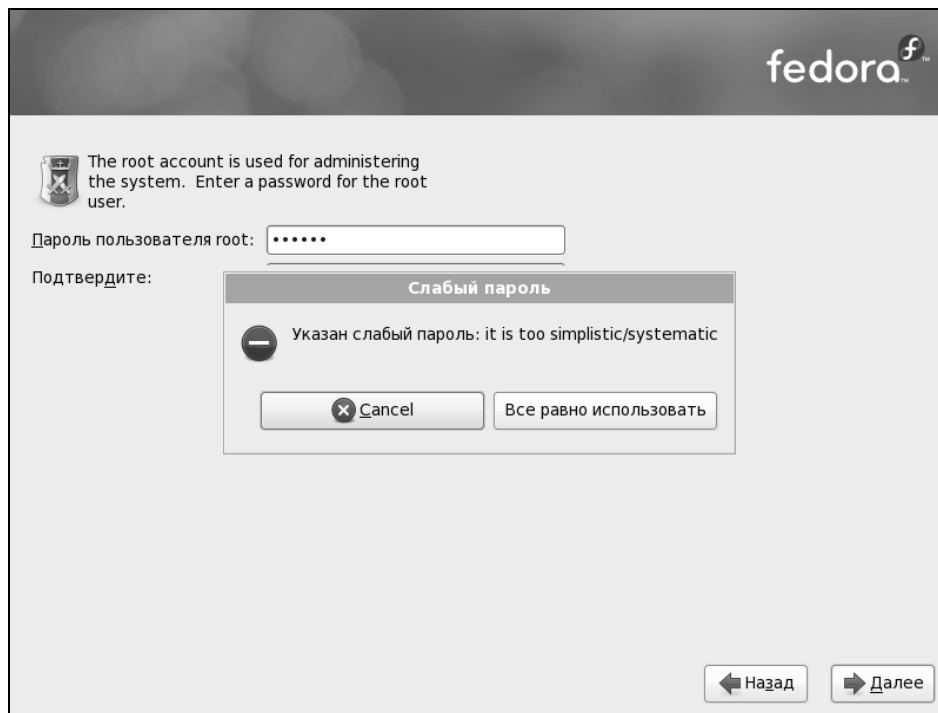 fedora
The root account is used for administering
the system. Enter a password for the root
user.
Пароль пользователя root: ••••••
Подтвердите:
Слабый пароль
Указан слабый пароль: it is too simplistic/systematic
Cancel
Все равно использовать
Назад
Далее